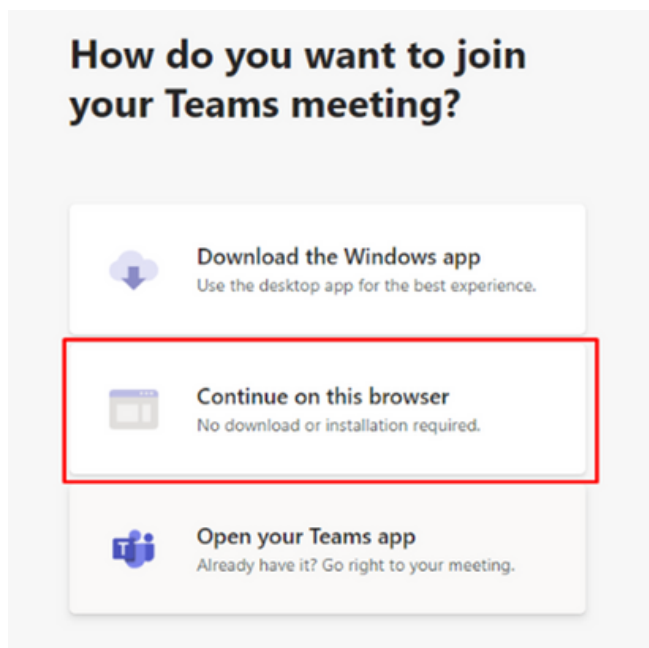 How do you want to join
your Teams meeting?
Download the Windows app
Use the desktop app for the best experience.
Continue on this browser
No download or installation required.
Open your Teams app
Already have it? Go right to your meeting.